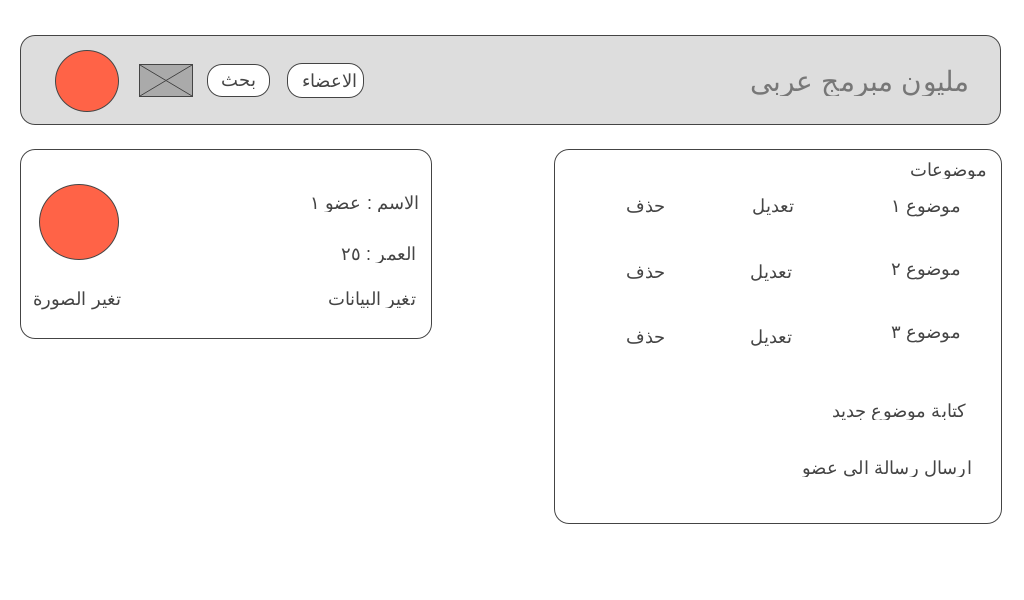 مليون مبرمج عربى
الاعضاء
بحث
موضوعات
موضوع ١ تعديل حذف
موضوع ٢ تعديل حذف
موضوع ٣ تعديل حذف
كتابة موضوع جديد
ارسال رسالة الى عضو
الاسم : عضو ١
العمر : ٢٥
تغير البيانات
تغير الصورة